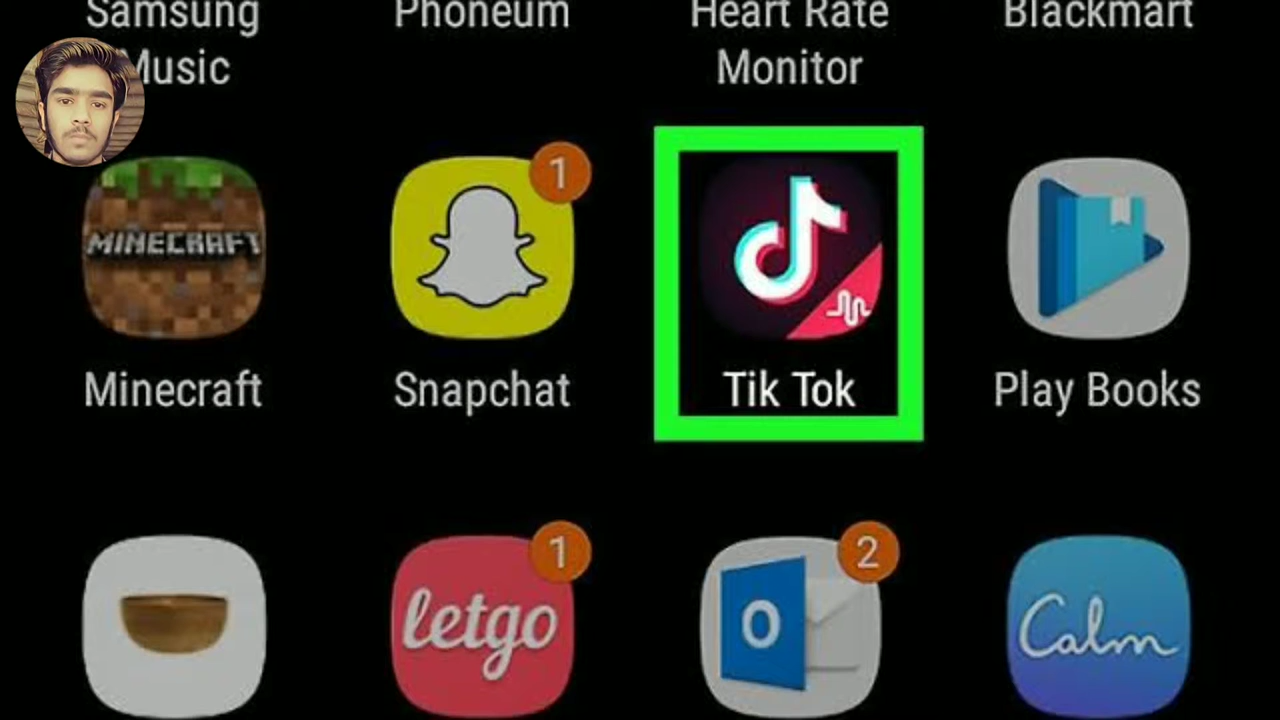 Samsung
Music
Phoneum
Heart Rate
Monitor
Blackmart
MINECRAFT
1
Minecraft
Snapchat
Tik Tok
Play Books
letgo
1
O
2
Calm